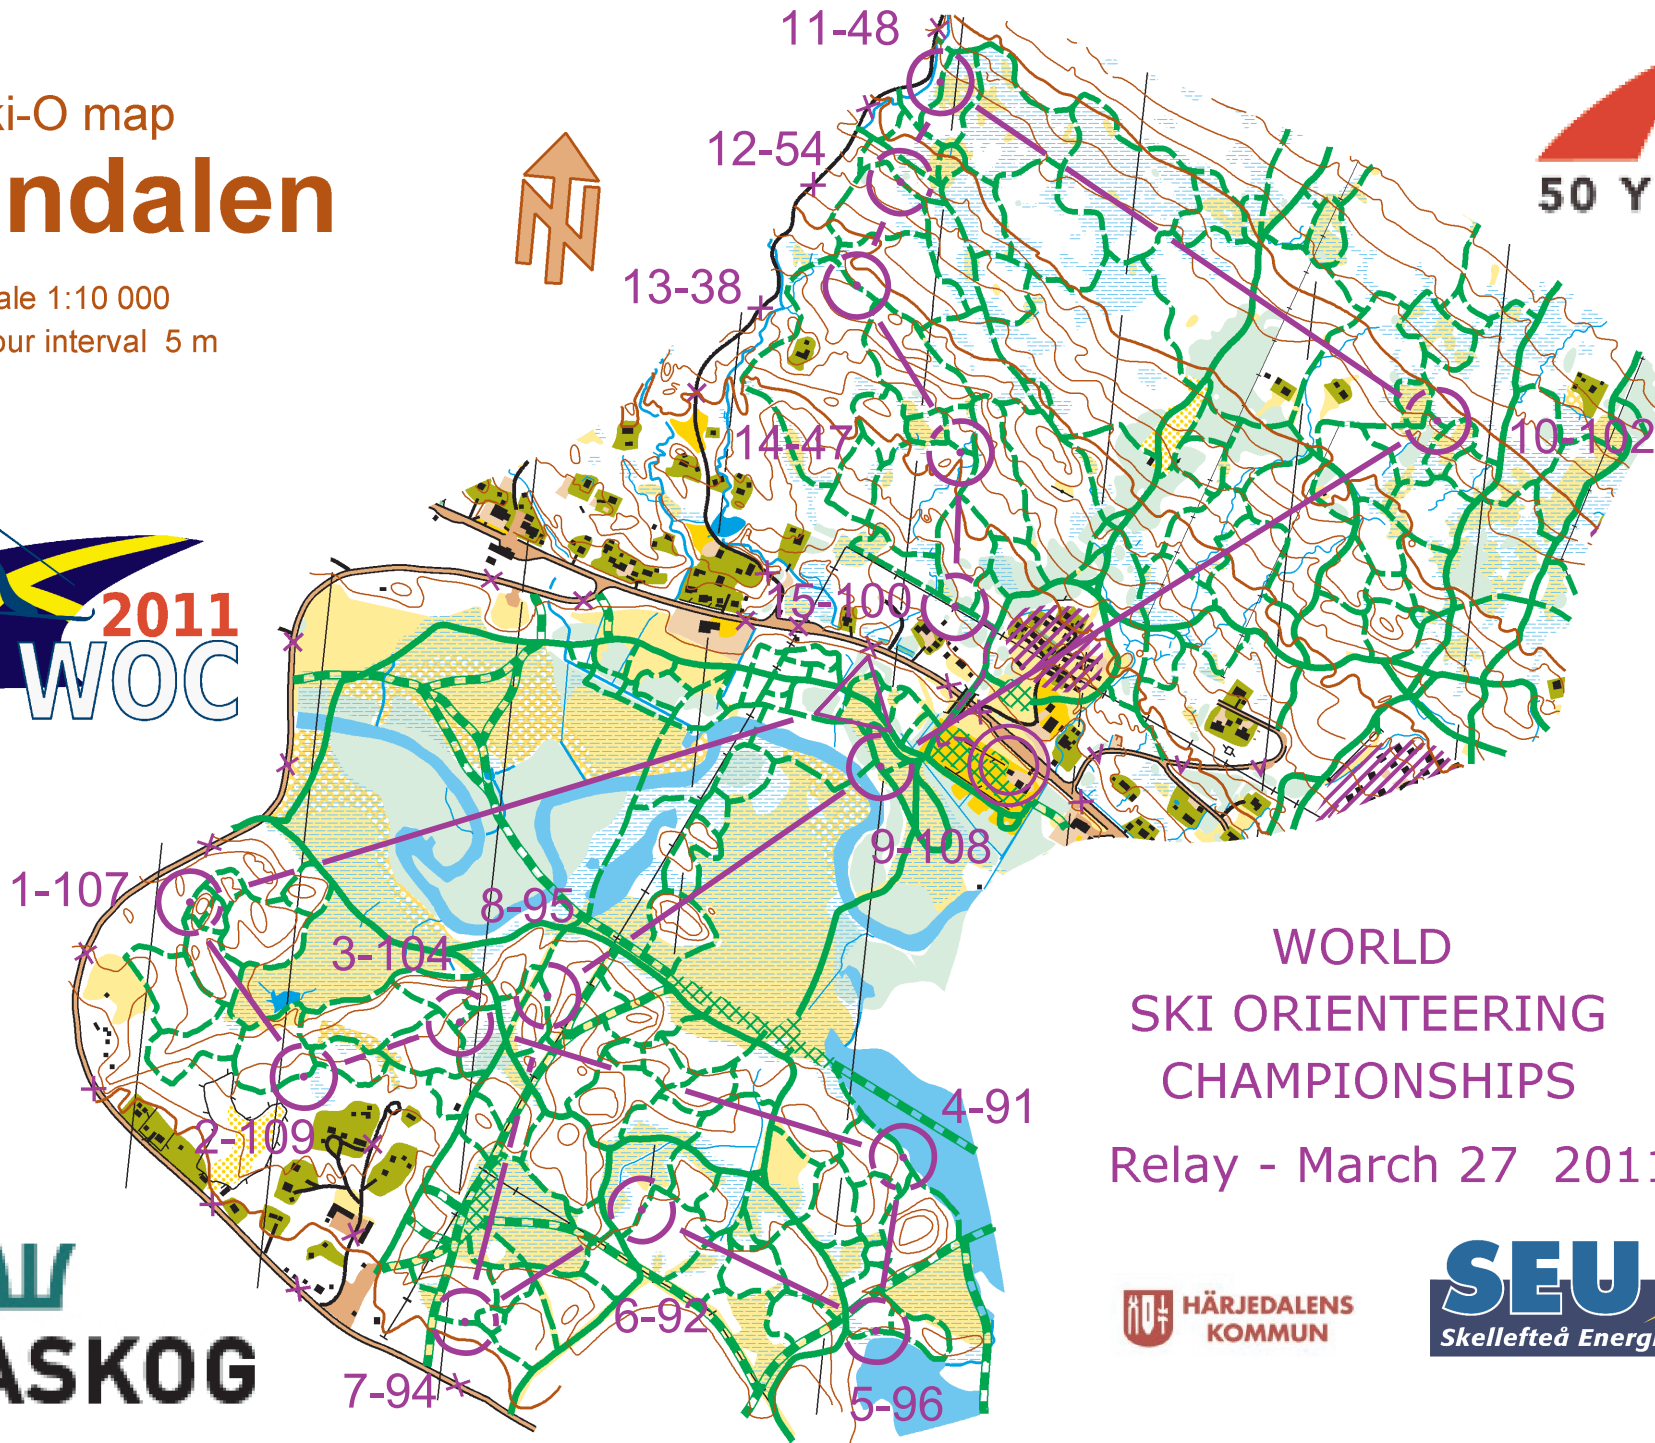 11-48
ki-O map
12-54
ndalen
50 Y
13-38
ale 1:10 000
our interval 5 m
14-47
10-102
15-100
2011
WOC
9-108
1-107
8-95
3-104
WORLD
SKI ORIENTEERING
CHAMPIONSHIPS
4-91
2-109
Relay - March 27 2011
6-92
HÄRJEDALENS
KOMMUN
SEU
Skellefteå Energi
ASKOG
7-94
5-96